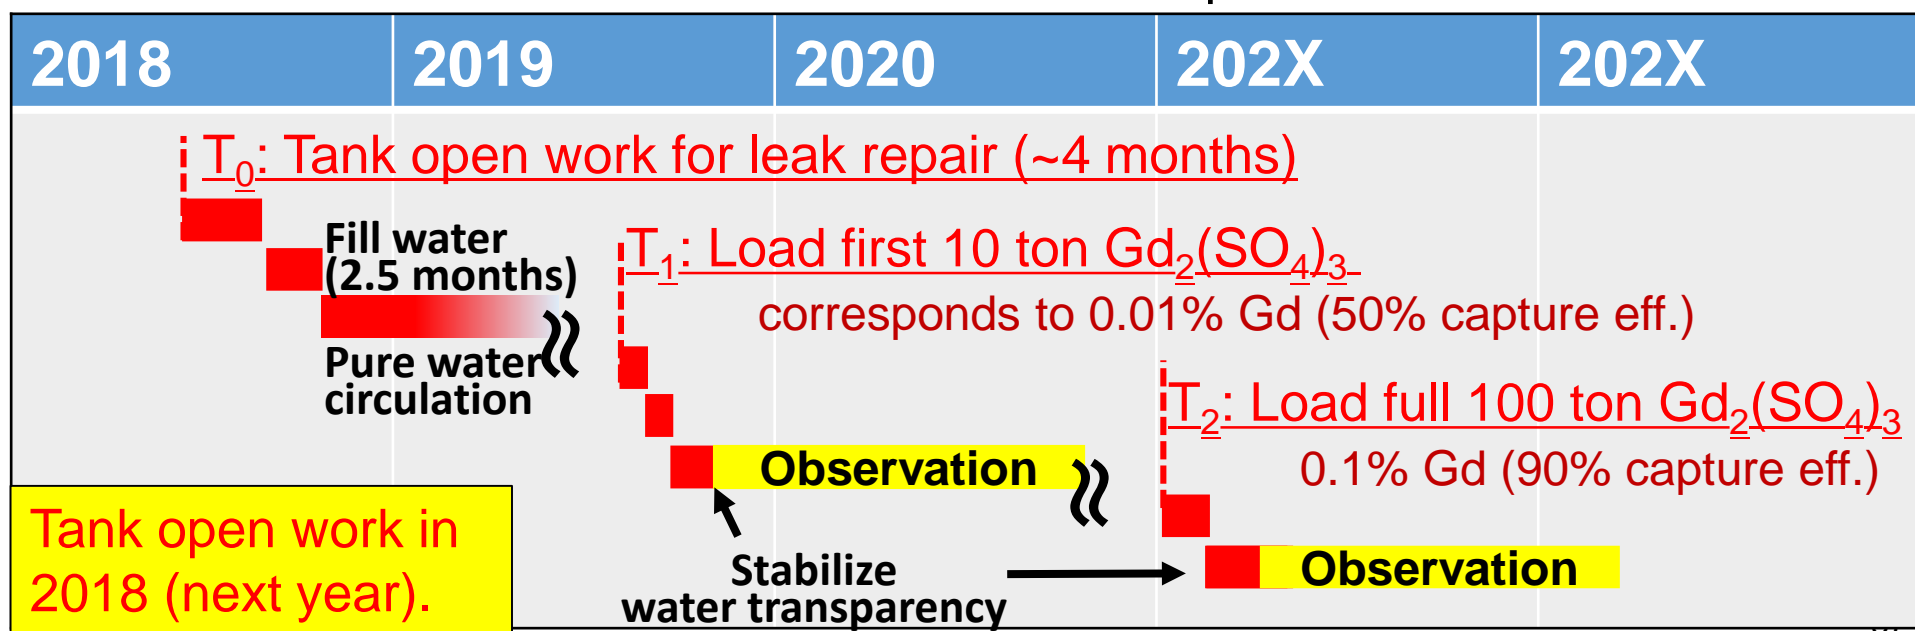 2018 2019 2020 202X 202X
T₀: Tank open work for leak repair (~4 months)
Fill water
(2.5 months)
T₁: Load first 10 ton Gd₂(SO₄)₃
corresponds to 0.01% Gd (50% capture eff.)
Pure water
circulation
T₂: Load full 100 ton Gd₂(SO₄)₃
0.1% Gd (90% capture eff.)
Observation
Tank open work in
2018 (next year).
Stabilize
water transparency
Observation